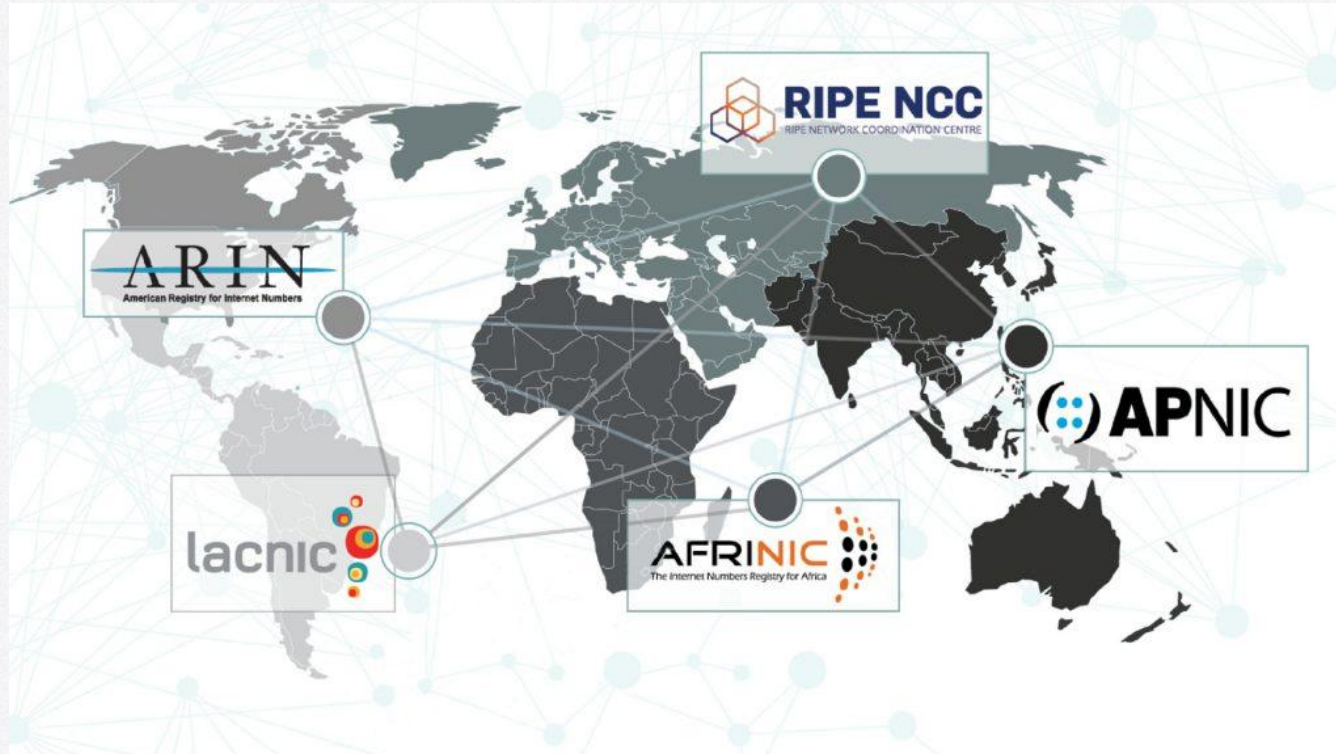 RIPE NCC
RIPE NETWORK COORDINATION CENTRE
ARIN
American Registry for Internet Numbers
APNIC
lacnic
AFRINIC
The Internet Numbers Registry for Africa